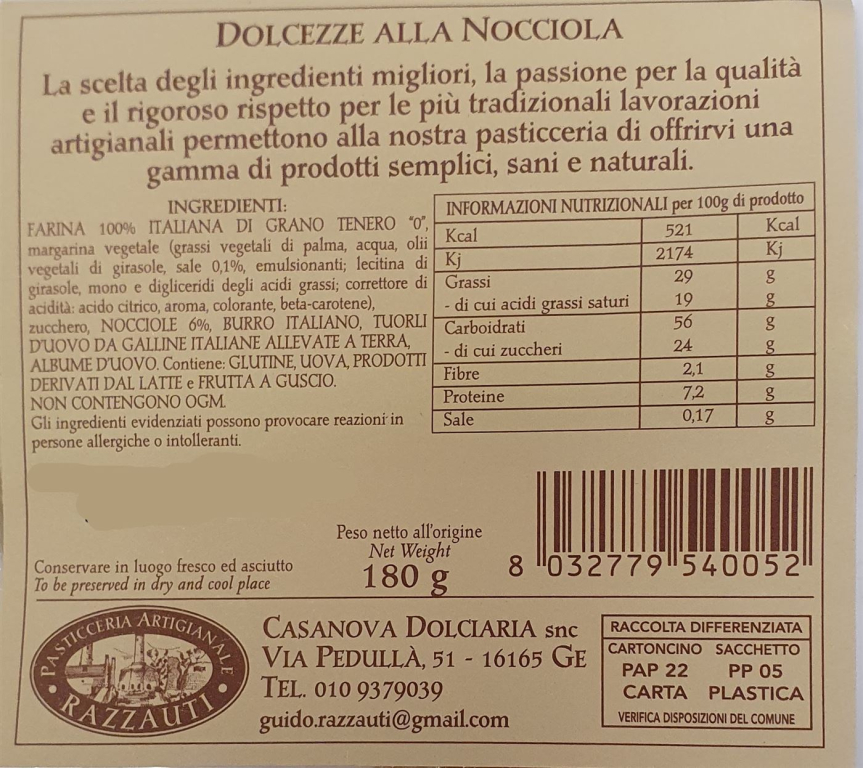 DOLCEZZE ALLA NOCCIOLA
La scelta degli ingredienti migliori, la passione per la qualità
e il rigoroso rispetto per le più tradizionali lavorazioni
artigianali permettono alla nostra pasticceria di offrirvi una
gamma di prodotti semplici, sani e naturali.
INGREDIENTI:
FARINA 100% ITALIANA DI GRANO TENERO "0",
margarina vegetale (grassi vegetali di palma, acqua, olii
vegetali di girasole, sale 0,1%, emulsionanti; lecitina di
girasole, mono e digliceridi degli acidi grassi; correttore di
acidità: acido citrico, aroma, colorante, beta-carotene),
zucchero, NOCCIOLE 6%, BURRO ITALIANO, TUORLI
D'UOVO DA GALLINE ITALIANE ALLEVATE A TERRA,
ALBUME D'UOVO. Contiene: GLUTINE, UOVA, PRODOTTI
DERIVATI DAL LATTE e FRUTTA A GUSCIO.
NON CONTENGONO OGM.
Gli ingredienti evidenziati possono provocare reazioni in
persone allergiche o intolleranti.
INFORMAZIONI NUTRIZIONALI per 100g di prodotto
Kcal 521 Kcal
Kj 2174 Kj
Grassi 29 g
- di cui acidi grassi saturi 19 g
Carboidrati 56 g
- di cui zuccheri 24 g
Fibre 2,1 g
Proteine 7,2 g
Sale 0,17 g
Conservare in luogo fresco ed asciutto
To be preserved in dry and cool place
Peso netto all'origine
Net Weight
180 g
8 032779 540052
PASTICCERIA ARTIGIANALE
RAZZAUTI
CASANOVA DOLCIARIA snc
VIA PEDULLÀ, 51 - 16165 GE
TEL. 010 9379039
guido.razzauti@gmail.com
RACCOLTA DIFFERENZIATA
CARTONCINO SACCHETTO
PAP 22 PP 05
CARTA PLASTICA
VERIFICA DISPOSIZIONI DEL COMUNE